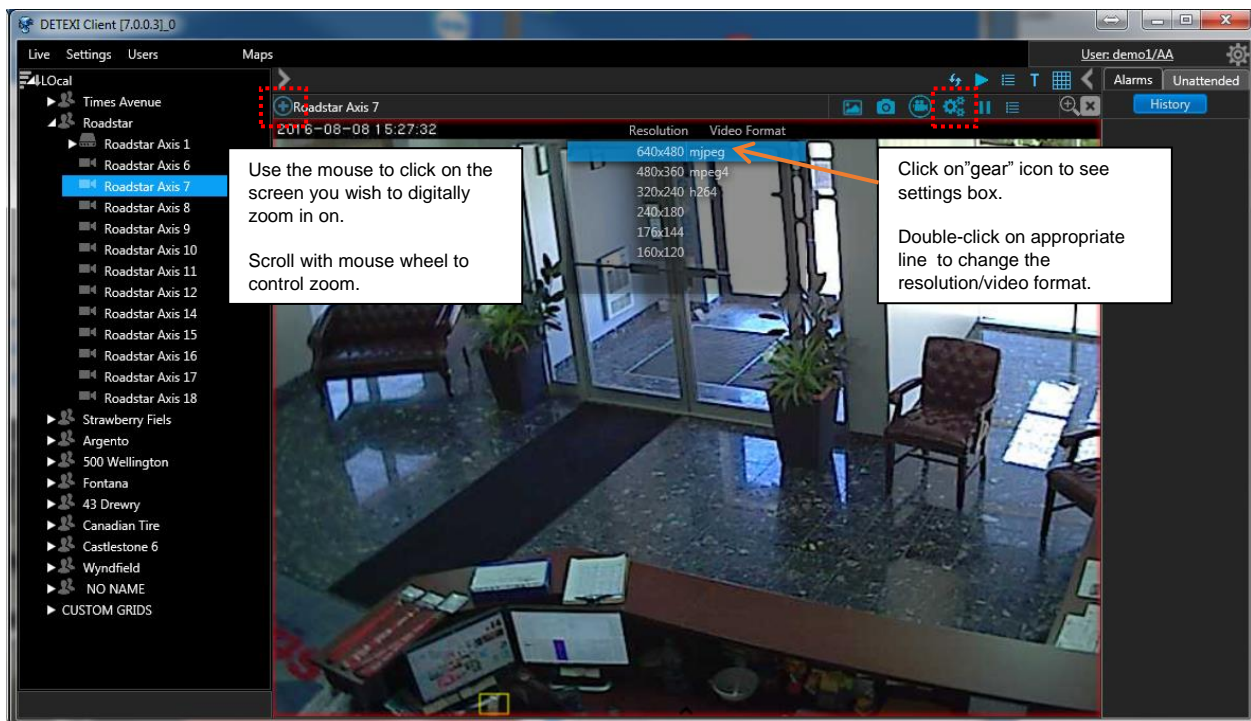 DETEXI Client [7.0.0.3]_0
Live Settings Users Maps
User: demo1/AA
LOcal
Times Avenue
Roadstar
Roadstar Axis 1
Roadstar Axis 6
Roadstar Axis 7
Roadstar Axis 8
Roadstar Axis 9
Roadstar Axis 10
Roadstar Axis 11
Roadstar Axis 12
Roadstar Axis 14
Roadstar Axis 15
Roadstar Axis 16
Roadstar Axis 17
Roadstar Axis 18
Strawberry Fiels
Argento
500 Wellington
Fontana
43 Drewry
Canadian Tire
Castlestone 6
Wyndfield
NO NAME
CUSTOM GRIDS
T
Roadstar Axis 7
2016-08-08 15:27:32
Resolution Video Format
640x480 mjpeg
480x360 mpeg4
320x240 h264
240x180
176x144
160x120
Use the mouse to click on the
screen you wish to digitally
zoom in on.
Scroll with mouse wheel to
control zoom.
Click on”gear” icon to see
settings box.
Double-click on appropriate
line to change the
resolution/video format.
Alarms Unattended
History